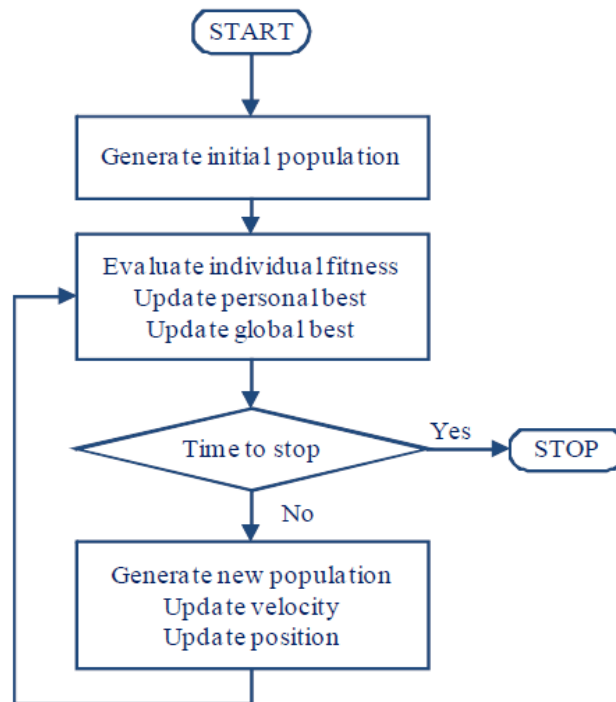 START
Generate initial population
Evaluate individual fitness
Update personal best
Update global best
Time to stop
Yes
STOP
No
Generate new population
Update velocity
Update position